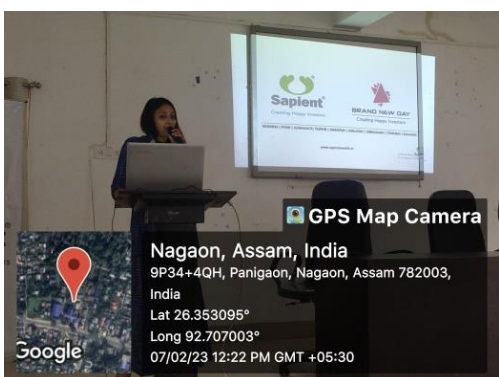 Sapient
Creating Happy Investors
BRAND NEW DAY
Creating Happy Investors
GPS Map Camera
Nagaon, Assam, India
9P34+4QH, Panigaon, Nagaon, Assam 782003,
India
Lat 26.353095°
Long 92.707003°
07/02/23 12:22 PM GMT +05:30
Google